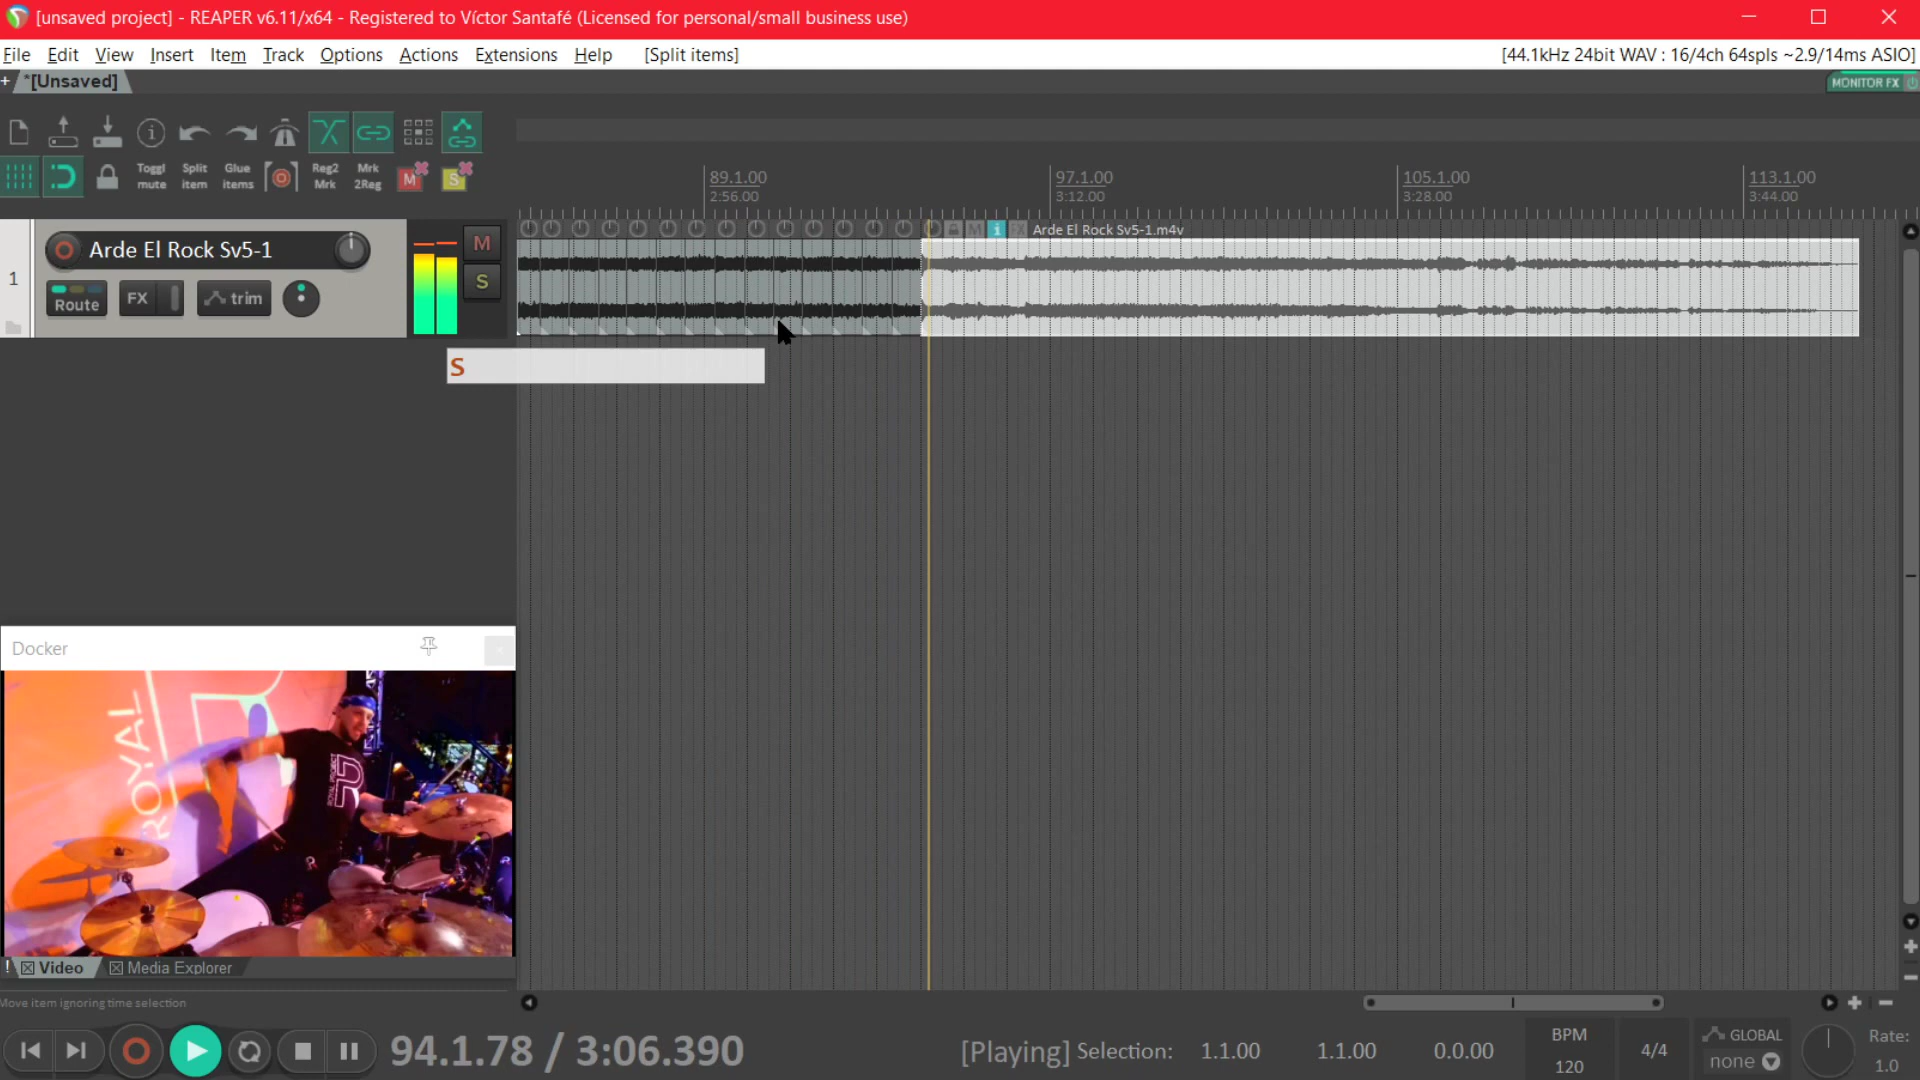 [unsaved project] - REAPER v6.11/x64 - Registered to Víctor Santafé (Licensed for personal/small business use)
File Edit View Insert Item Track Options Actions Extensions Help [Split items] [44.1kHz 24bit WAV : 16/4ch 64spls ~2.9/14ms ASIO]
+ *[Unsaved] MONITOR FX
Toggl mute
Split item
Glue items
Reg2 Mrk
Mrk 2Reg
M
S
89.1.00 97.1.00 105.1.00 113.1.00
2:56.00 3:12.00 3:28.00 3:44.00
1
Arde El Rock Sv5-1
M
S
Route FX trim
M i FX Arde El Rock Sv5-1.m4v
S
Docker
ROYAL
ROYAL PROJECT
R
! Video Media Explorer
Move item ignoring time selection
94.1.78 / 3:06.390
[Playing] Selection: 1.1.00 1.1.00 0.0.00
BPM
120
4/4
GLOBAL
none
Rate:
1.0